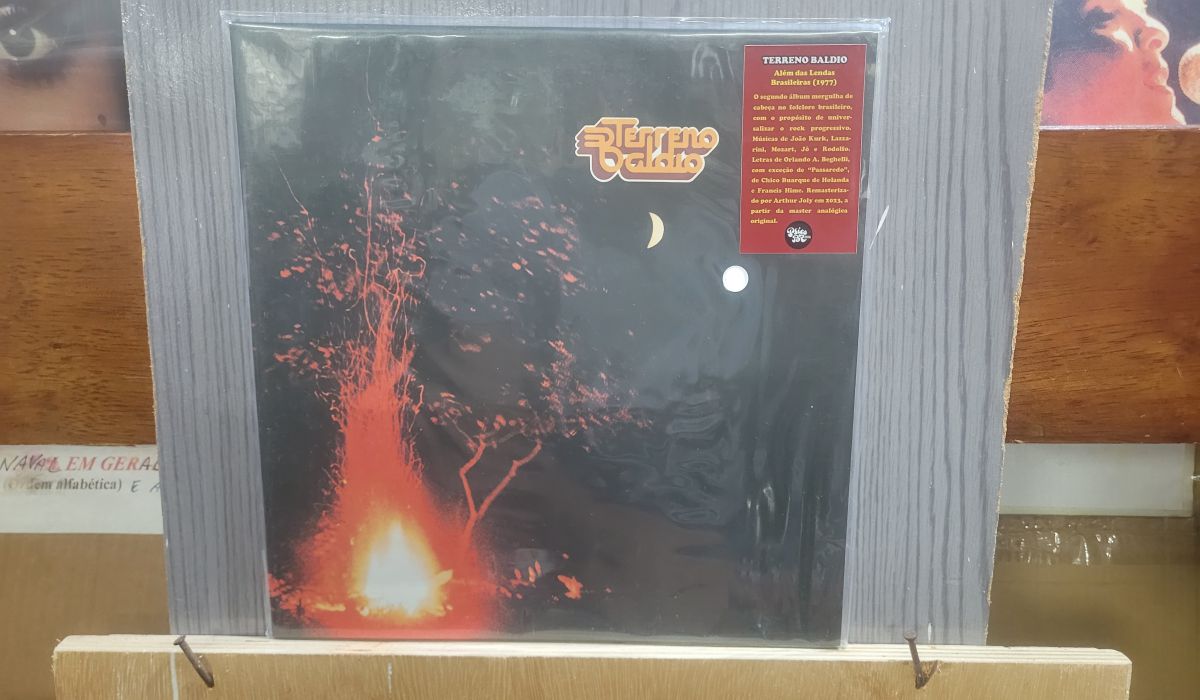 TERRENO BALDIO
Além das Lendas
Brasileiras (1977)
O segundo álbum mergulha de
cabeça no folclore brasileiro,
com o propósito de univer-
salizar o rock progressivo.
Músicas de João Kurk, Lazza-
rini, Mozart, Jô e Rodolfo.
Letras de Orlando A. Beghelli,
com exceção de "Passaredo",
de Chico Buarque de Holanda
e Francis Hime. Remasteriza-
do por Arthur Joly em 2023, a
partir da master analógica
original.
Terreno
Baldio
NAVAL EM GERAL
(Ordem alfabética) E